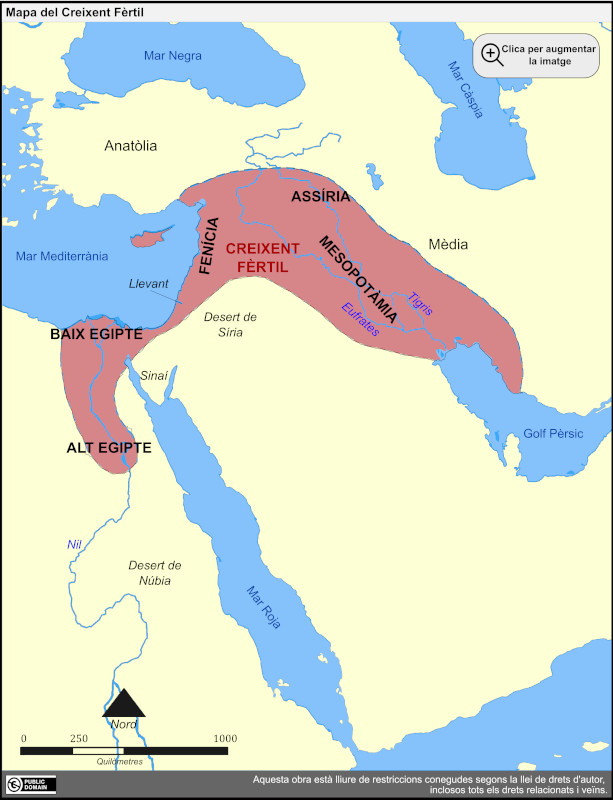 Mapa del Creixent Fèrtil
Clica per augmentar
la imatge
Mar Negra
Mar Càspia
Anatòlia
ASSÍRIA
FENÍCIA
CREIXENT
FÈRTIL
MESOPOTÀMIA
Mèdia
Mar Mediterrània
Llevant
Tigris
Eufrates
Desert de
Síria
BAIX EGIPTE
Sinaí
ALT EGIPTE
Golf Pèrsic
Nil
Desert de
Núbia
Mar Roja
Nord
0 250 1000
Quilómetres
PUBLIC
DOMAIN
Aquesta obra està lliure de restriccions conegudes segons la llei de drets d'autor,
inclosos tots els drets relacionats i veïns.